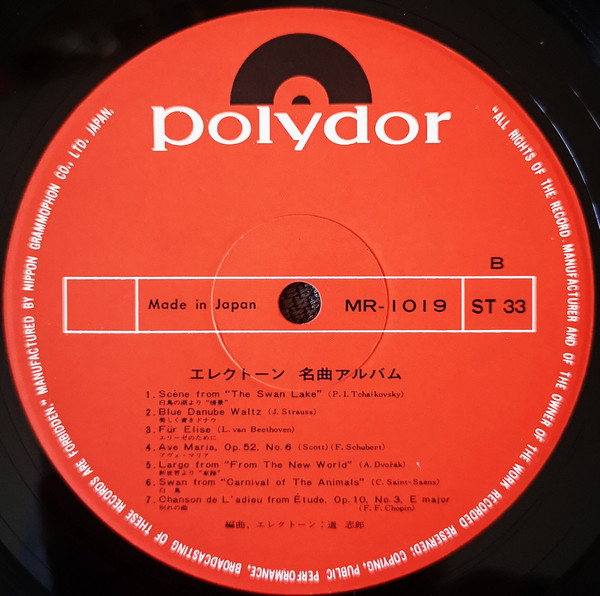 polydor
"ALL RIGHTS OF THE RECORD MANUFACTURER AND OF THE OWNER OF THE WORK RECORDED RESERVED; COPYING, PUBLIC PERFORMANCE, BROADCASTING OF THESE RECORDS ARE FORBIDDEN," MANUFACTURED BY NIPPON GRAMMOPHON CO., LTD. JAPAN.
B
Made in Japan MR-1019 ST 33
エレクトーン 名曲アルバム
1. Scène from "The Swan Lake" (P. I. Tchaikovsky)
白鳥の湖より"情景"
2. Blue Danube Waltz (J. Strauss)
美しく青きドナウ
3. Für Elise (L. van Beethoven)
エリーゼのために
4. Ave Maria, Op. 52, No. 6 (Scott) (F. Schubert)
アヴェ・マリア
5. Largo from "From The New World" (A. Dvořák)
新世界より"家路"
6. Swan from "Carnival of The Animals" (C. Saint-Saëns)
白鳥
7. Chanson de L'adieu from Étude, Op. 10, No. 3, E major
別れの曲 (F. F. Chopin)
編曲、エレクトーン：道 志郎